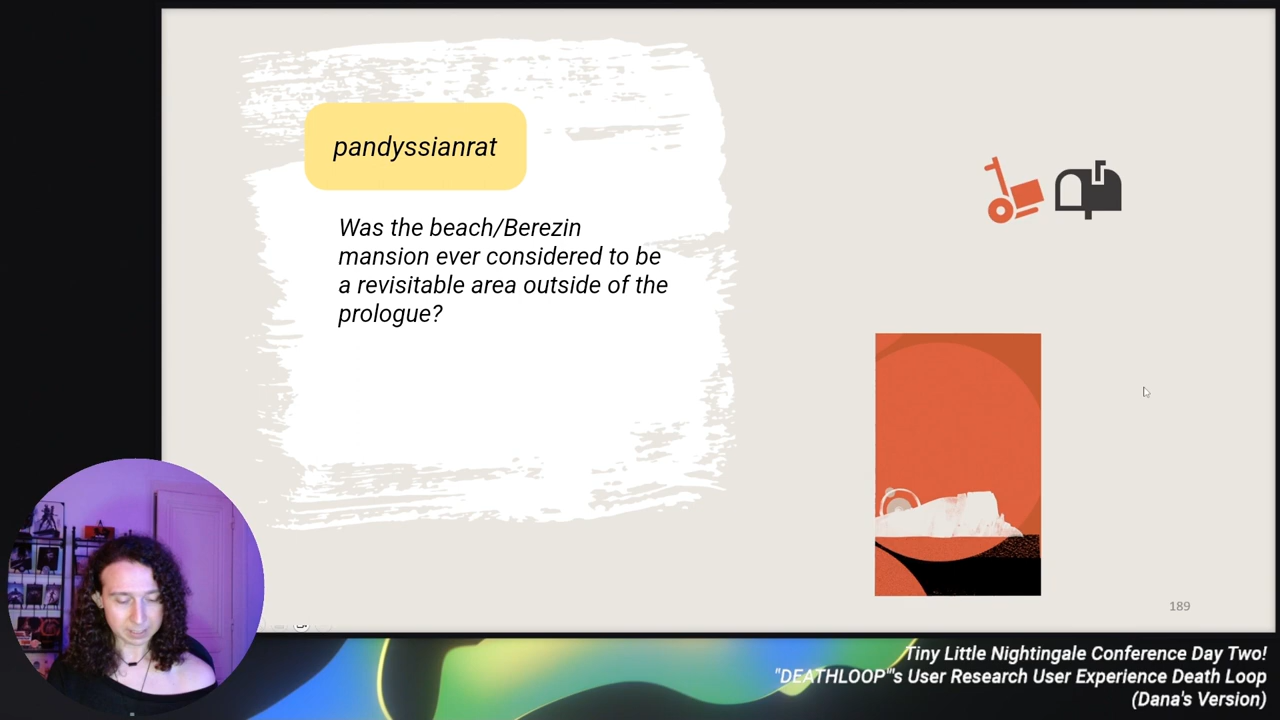 pandyssianrat
Was the beach/Berezin
mansion ever considered to be
a revisitable area outside of the
prologue?
189
Tiny Little Nightingale Conference Day Two!
"DEATHLOOP"'s User Research User Experience Death Loop
(Dana's Version)